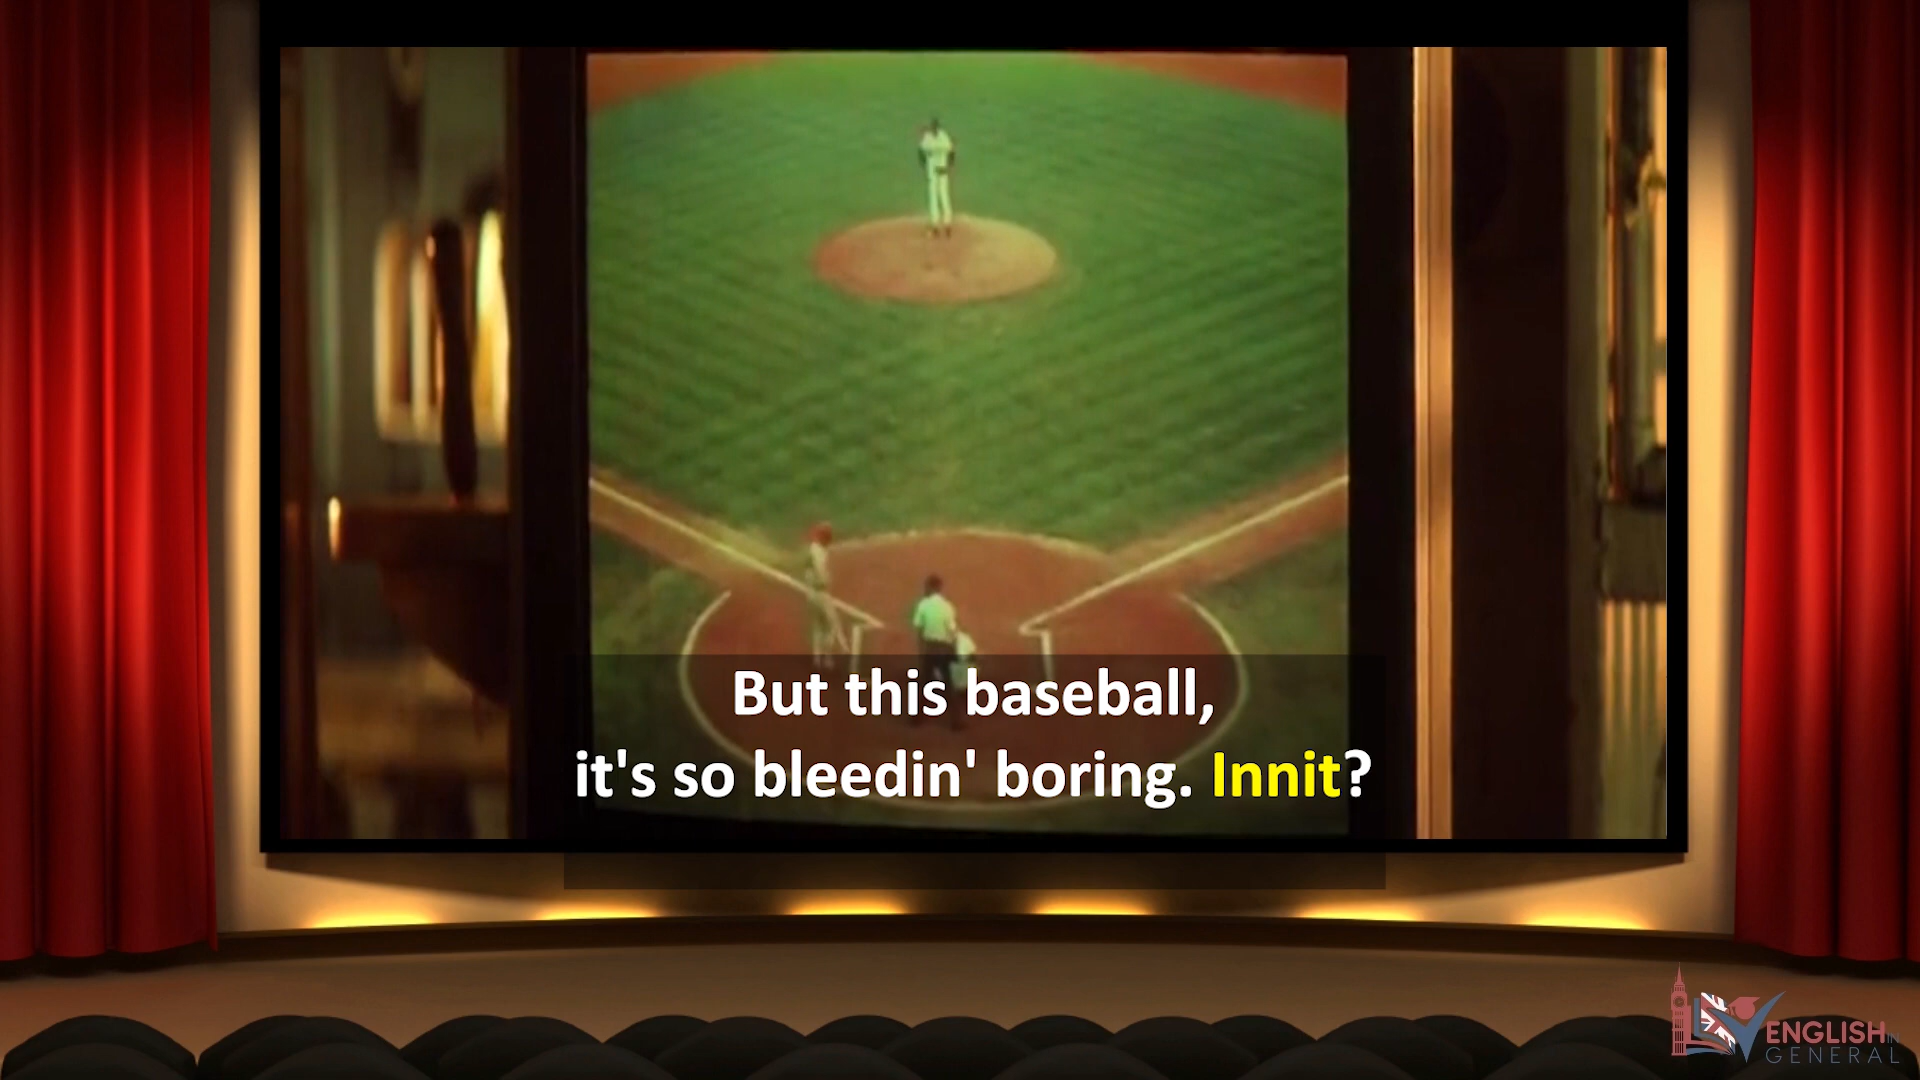 But this baseball,
it's so bleedin' boring. Innit?
ENGLISH IN
GENERAL